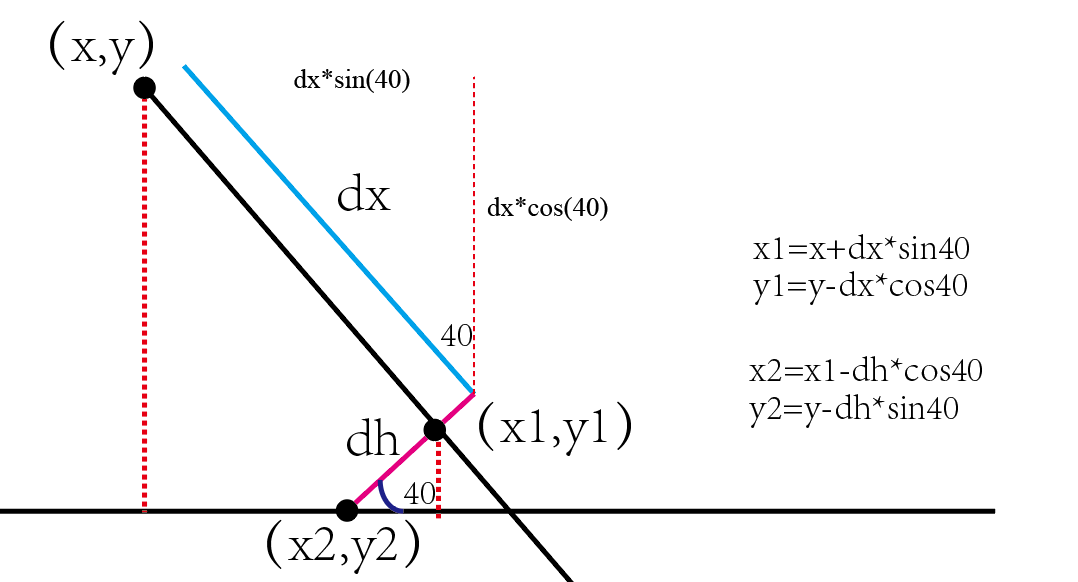 (x,y)
dx*sin(40)
dx
dx*cos(40)
x1=x+dx*sin40
y1=y-dx*cos40
40
x2=x1-dh*cos40
y2=y-dh*sin40
(x1,y1)
dh
40
(x2,y2)